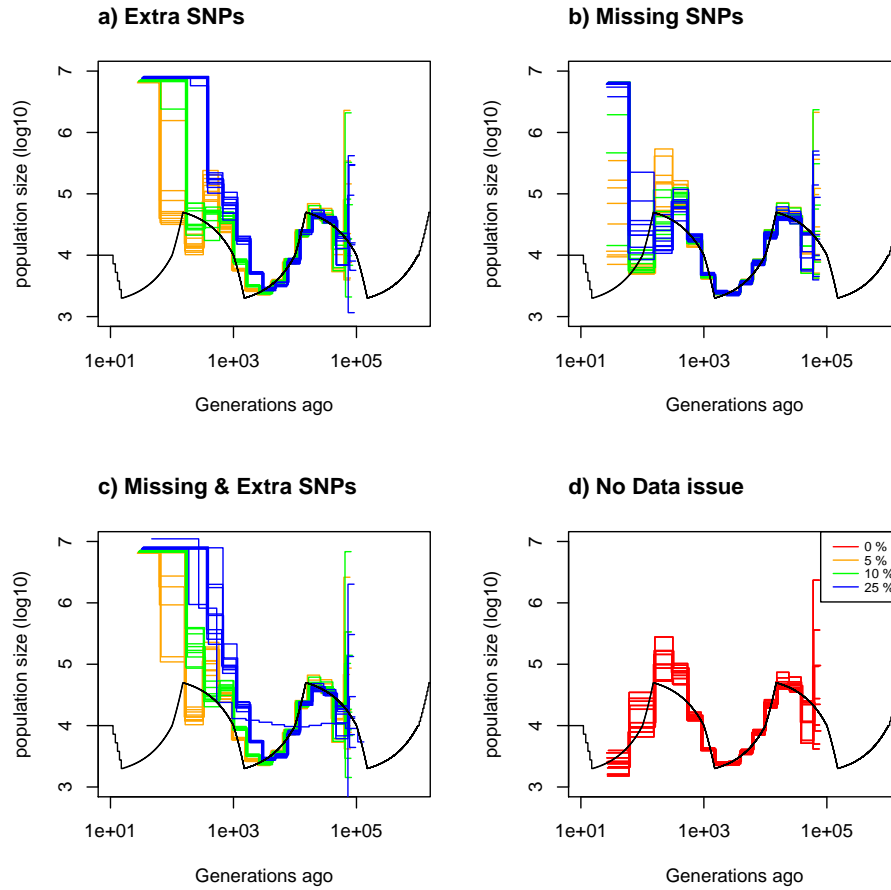 a) Extra SNPs
population size (log10)
7
6
5
4
3
1e+01 1e+03 1e+05
Generations ago
b) Missing SNPs
population size (log10)
7
6
5
4
3
1e+01 1e+03 1e+05
Generations ago
c) Missing & Extra SNPs
population size (log10)
7
6
5
4
3
1e+01 1e+03 1e+05
Generations ago
d) No Data issue
population size (log10)
7
6
5
4
3
1e+01 1e+03 1e+05
Generations ago
0 %
5 %
10 %
25 %